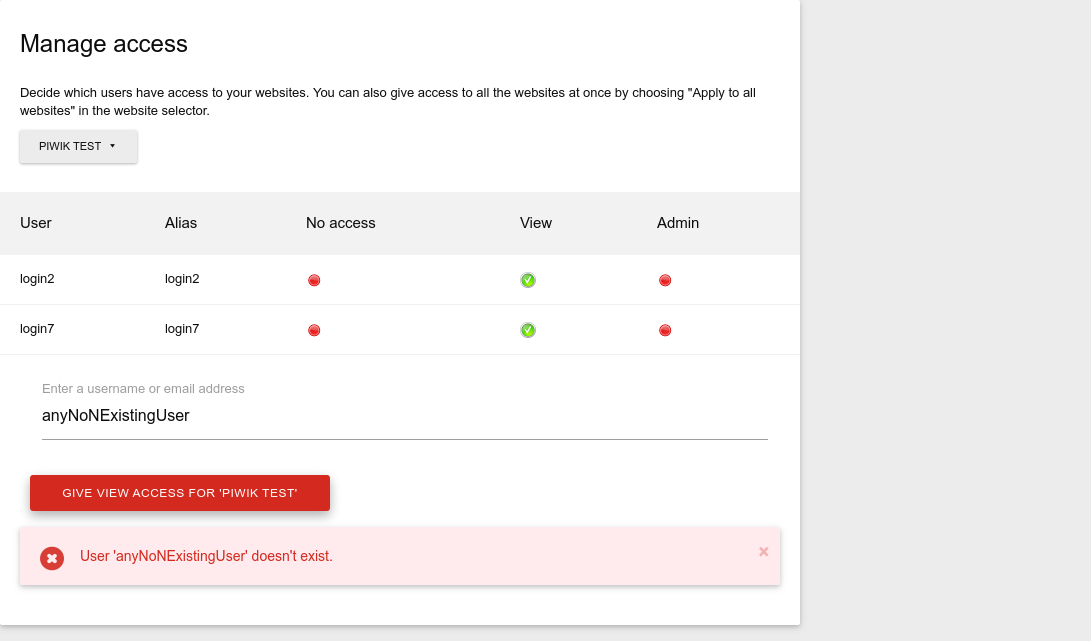 Manage access
Decide which users have access to your websites. You can also give access to all the websites at once by choosing "Apply to all
websites" in the website selector.
PIWIK TEST
User Alias No access View Admin
login2 login2
login7 login7
Enter a username or email address
anyNoNExistingUser
GIVE VIEW ACCESS FOR 'PIWIK TEST'
User 'anyNoNExistingUser' doesn't exist.